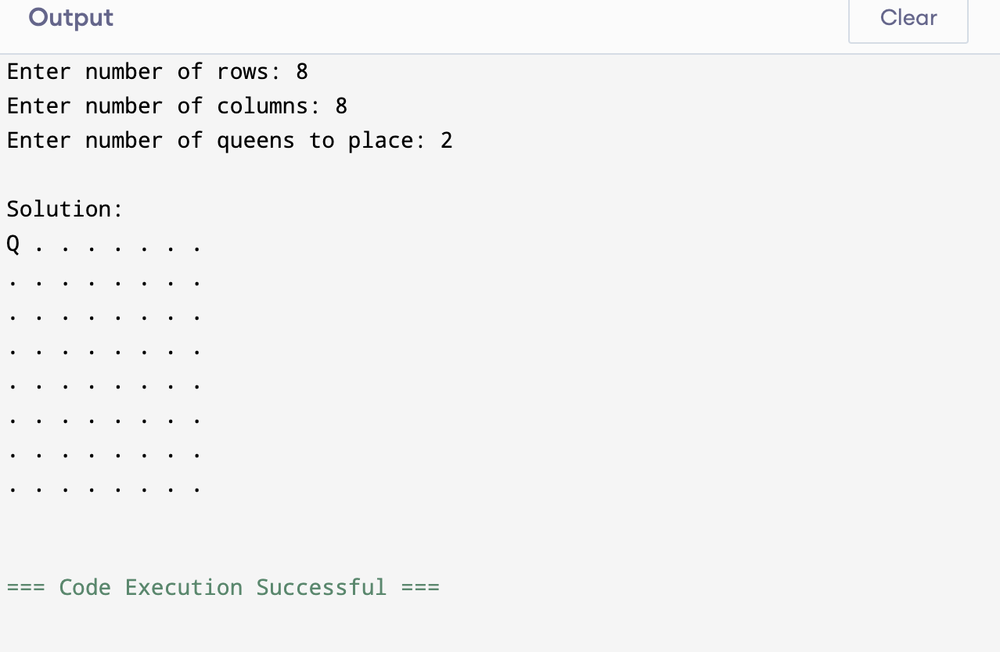 Output
Clear
Enter number of rows: 8
Enter number of columns: 8
Enter number of queens to place: 2
Solution:
Q . . . . . . .
. . . . . . . .
. . . . . . . .
. . . . . . . .
. . . . . . . .
. . . . . . . .
. . . . . . . .
. . . . . . . .
=== Code Execution Successful ===